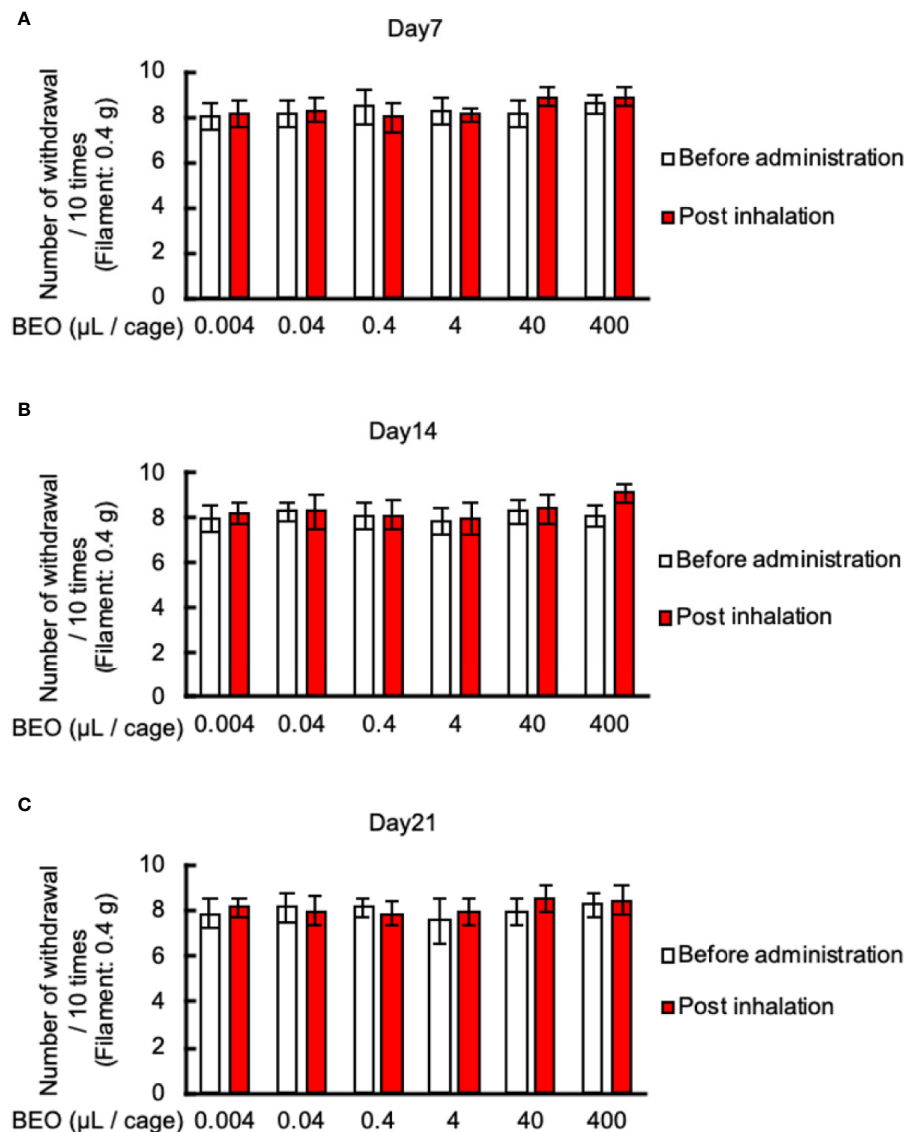 A
Day7
Number of withdrawal
/ 10 times
(Filament: 0.4 g)
10
8
6
4
2
0
Before administration
Post inhalation
BEO (µL / cage) 0.004 0.04 0.4 4 40 400
B
Day14
Number of withdrawal
/ 10 times
(Filament: 0.4 g)
10
8
6
4
2
0
Before administration
Post inhalation
BEO (µL / cage) 0.004 0.04 0.4 4 40 400
C
Day21
Number of withdrawal
/ 10 times
(Filament: 0.4 g)
10
8
6
4
2
0
Before administration
Post inhalation
BEO (µL / cage) 0.004 0.04 0.4 4 40 400